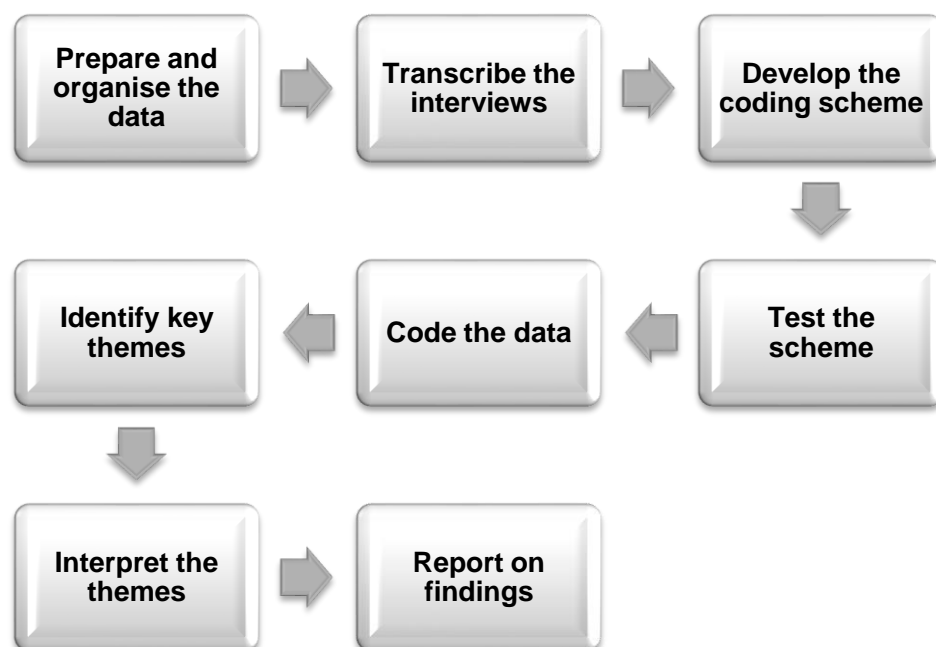 Prepare and
organise the
data
Transcribe the
interviews
Develop the
coding scheme
Test the
scheme
Code the data
Identify key
themes
Interpret the
themes
Report on
findings